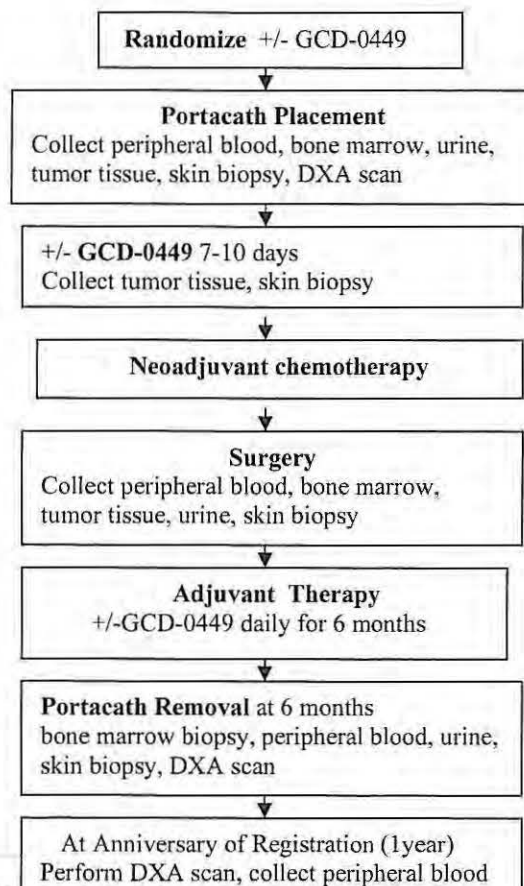 Randomize +/- GCD-0449
Portacath Placement
Collect peripheral blood, bone marrow, urine,
tumor tissue, skin biopsy, DXA scan
+/- GCD-0449 7-10 days
Collect tumor tissue, skin biopsy
Neoadjuvant chemotherapy
Surgery
Collect peripheral blood, bone marrow,
tumor tissue, urine, skin biopsy
Adjuvant Therapy
+/-GCD-0449 daily for 6 months
Portacath Removal at 6 months
bone marrow biopsy, peripheral blood, urine,
skin biopsy, DXA scan
At Anniversary of Registration (1year)
Perform DXA scan, collect peripheral blood